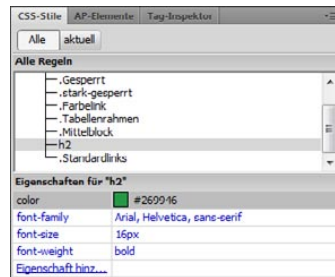 CSS-Stile AP-Elemente Tag-Inspektor
Alle aktuell
Alle Regeln
.Gesperrt
.stark-gesperrt
.Farbelink
.Tabellenrahmen
.Mittelblock
h2
.Standardlinks
Eigenschaften für "h2"
color #269946
font-family Arial, Helvetica, sans-serif
font-size 16px
font-weight bold
Eigenschaft hinz...